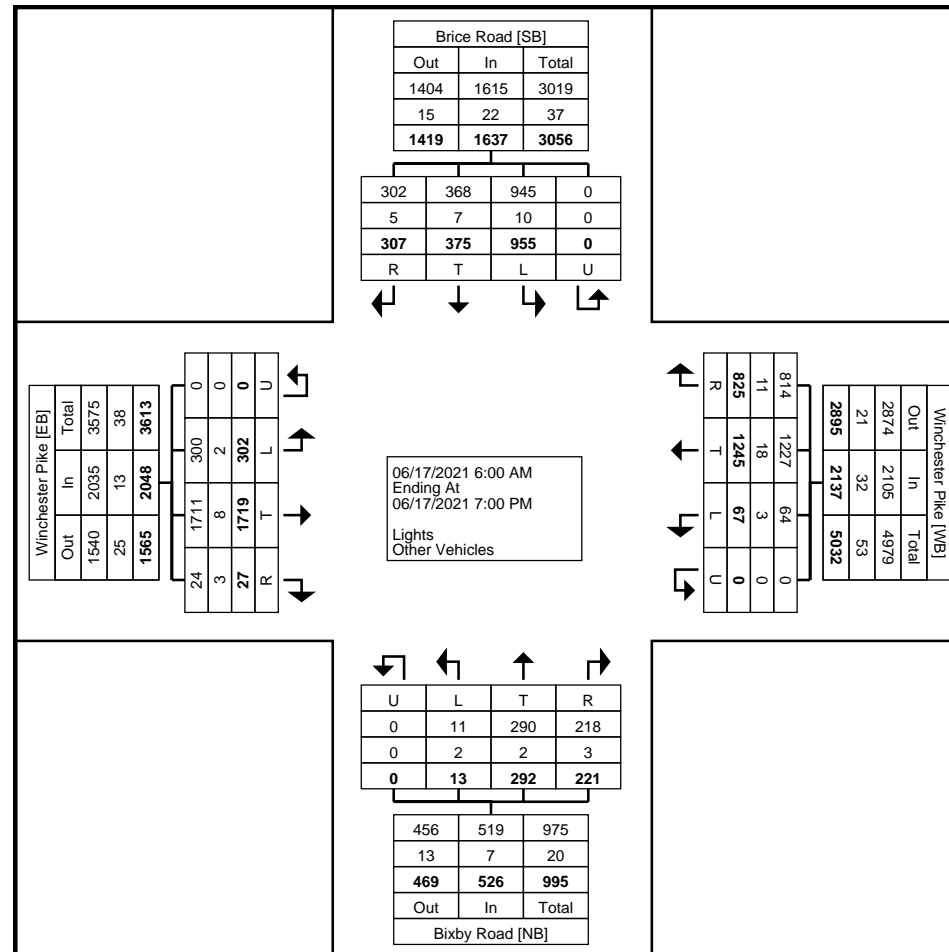 Brice Road [SB]
Out In Total
1404 1615 3019
15 22 37
1419 1637 3056
302 368 945 0
5 7 10 0
307 375 955 0
R T L U
Winchester Pike [EB]
Total In Out
3575 2035 1540
38 13 25
3613 2048 1565
0 300 1711 24
0 2 8 3
0 302 1719 27
U L T R
06/17/2021 6:00 AM
Ending At
06/17/2021 7:00 PM
Lights
Other Vehicles
R T L U
825 1245 67 0
11 18 3 0
814 1227 64 0
2895 2137 5032
21 32 53
2874 2105 4979
Out In Total
Winchester Pike [WB]
U L T R
0 11 290 218
0 2 2 3
0 13 292 221
456 519 975
13 7 20
469 526 995
Out In Total
Bixby Road [NB]